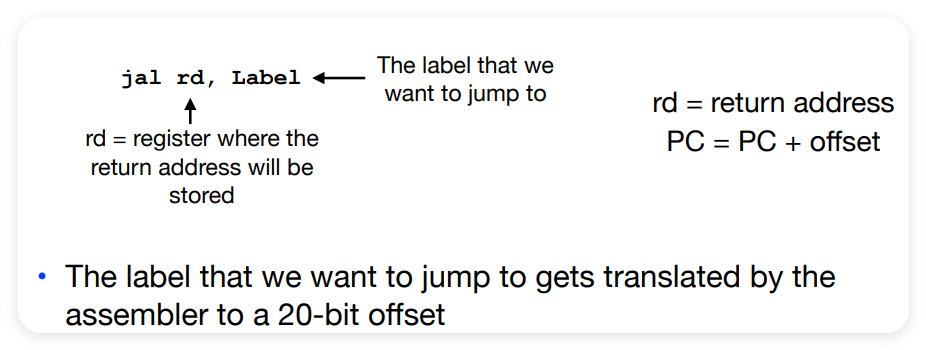 jal rd, Label
The label that we
want to jump to
rd = register where the
return address will be
stored
rd = return address
PC = PC + offset
• The label that we want to jump to gets translated by the
assembler to a 20-bit offset